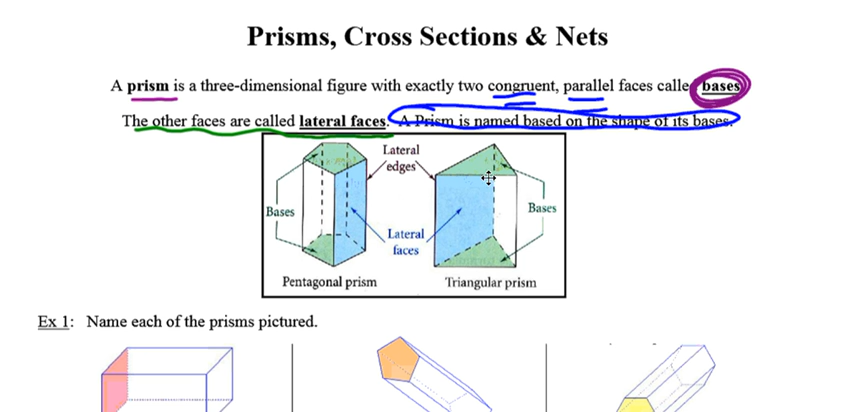 Prisms, Cross Sections & Nets
A prism is a three-dimensional figure with exactly two congruent, parallel faces calle bases
The other faces are called lateral faces. A Prism is named based on the shape of its bases.
Lateral
edges
Bases
Bases
Lateral
faces
Pentagonal prism
Triangular prism
Ex 1: Name each of the prisms pictured.